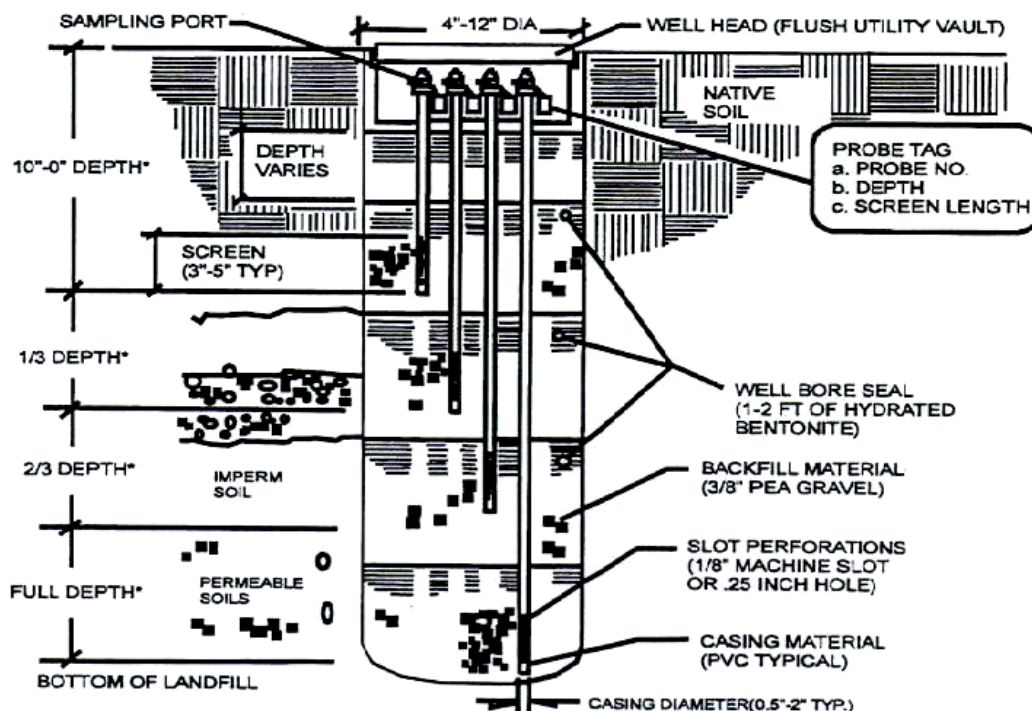 SAMPLING PORT
4"-12" DIA
WELL HEAD (FLUSH UTILITY VAULT)
NATIVE
SOIL
PROBE TAG
a. PROBE NO.
b. DEPTH
c. SCREEN LENGTH
10"-0" DEPTH*
DEPTH
VARIES
SCREEN
(3"-5" TYP)
1/3 DEPTH*
WELL BORE SEAL
(1-2 FT OF HYDRATED
BENTONITE)
2/3 DEPTH*
IMPERM
SOIL
BACKFILL MATERIAL
(3/8" PEA GRAVEL)
SLOT PERFORATIONS
(1/8" MACHINE SLOT
OR .25 INCH HOLE)
FULL DEPTH*
PERMEABLE
SOILS
CASING MATERIAL
(PVC TYPICAL)
BOTTOM OF LANDFILL
CASING DIAMETER(0.5"-2" TYP.)